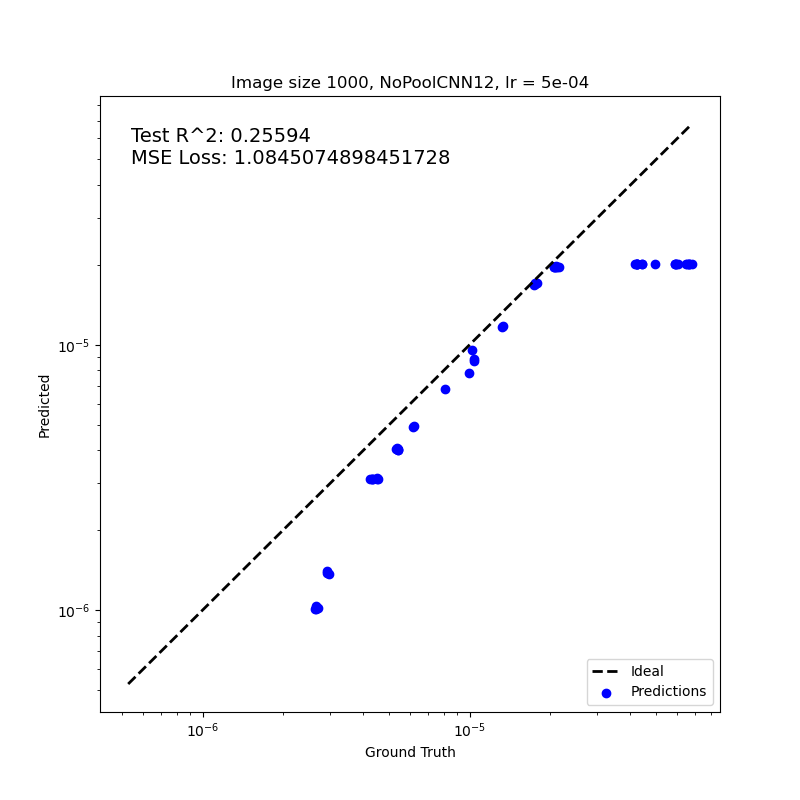 Image size 1000, NoPoolCNN12, lr = 5e-04
Test R^2: 0.25594
MSE Loss: 1.0845074898451728
10⁻⁵
Predicted
10⁻⁶
Ideal
Predictions
10⁻⁶ 10⁻⁵
Ground Truth